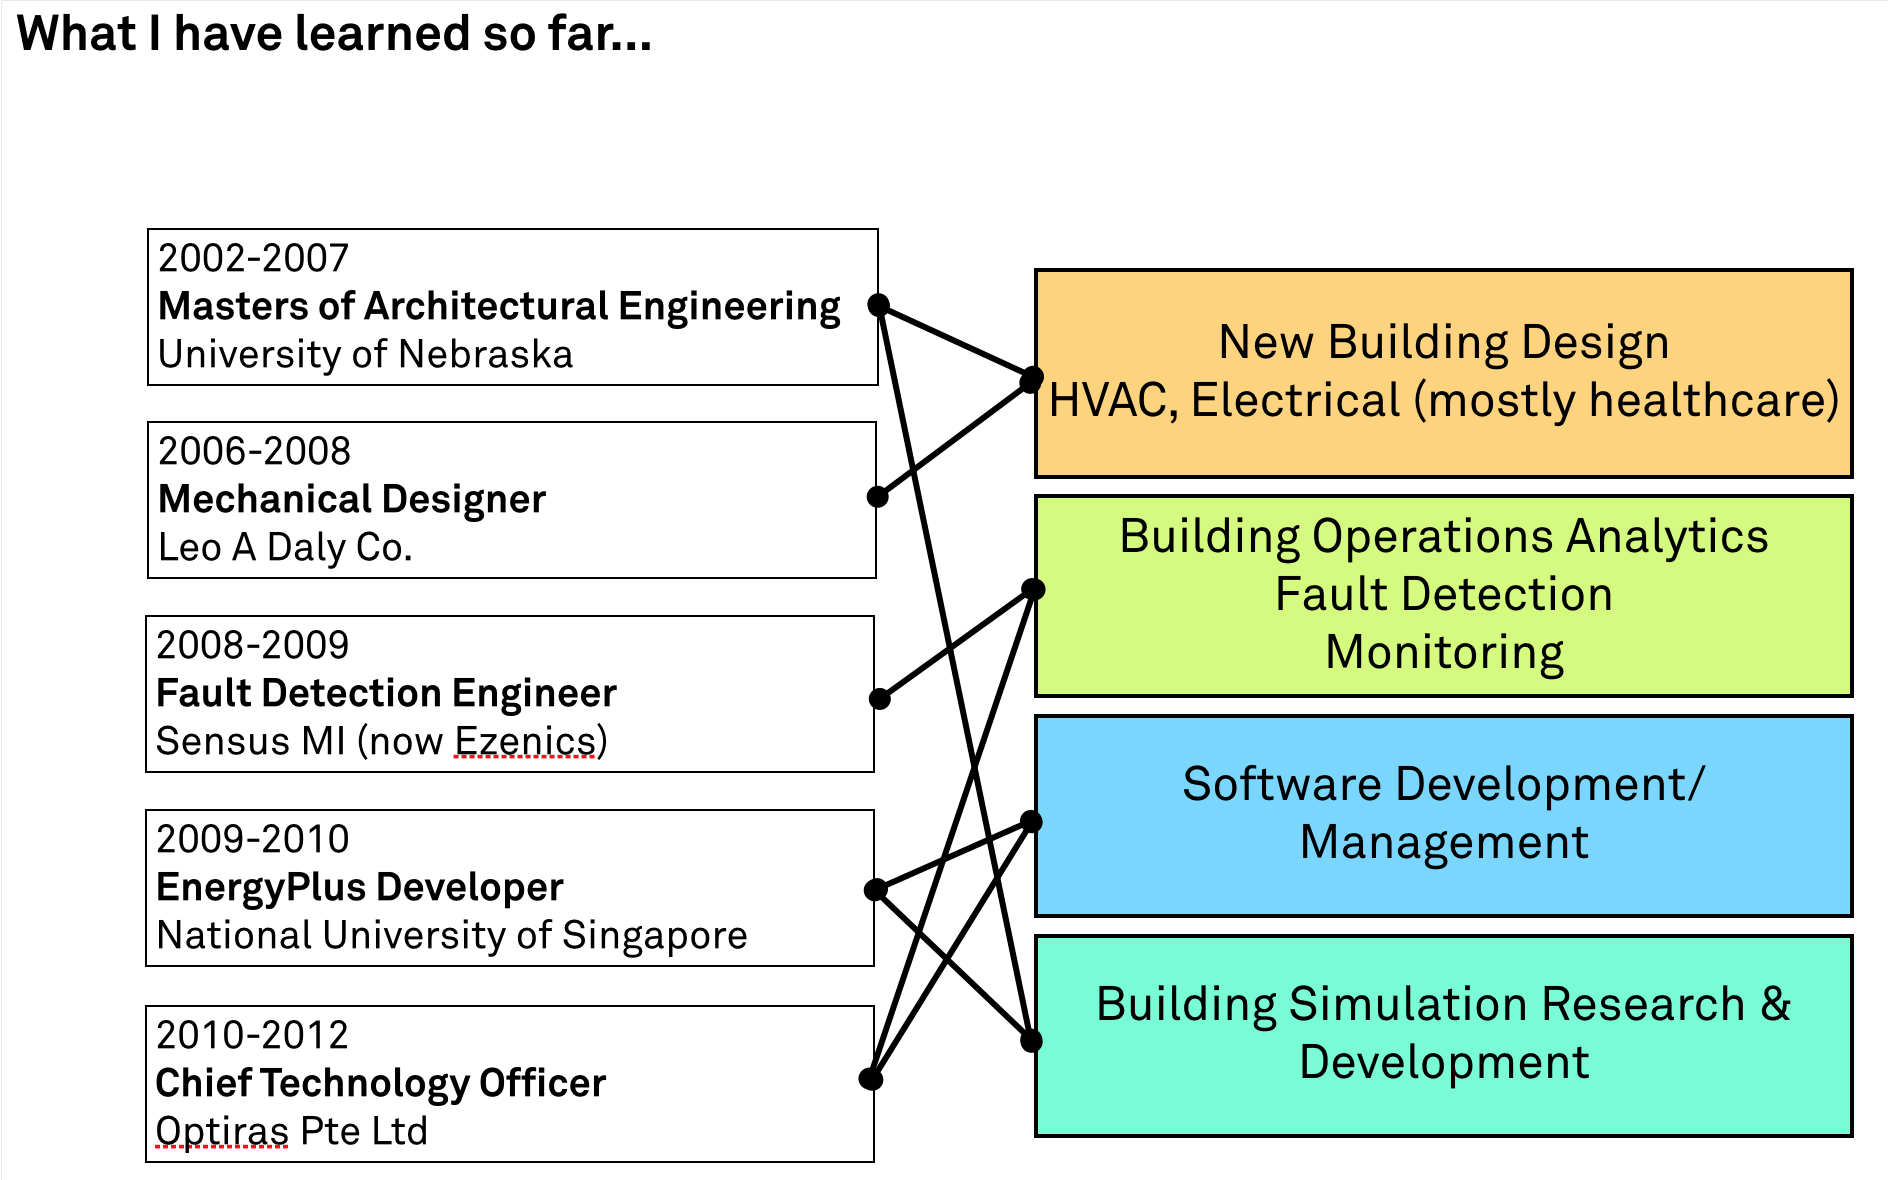 What I have learned so far...
2002-2007
Masters of Architectural Engineering
University of Nebraska
2006-2008
Mechanical Designer
Leo A Daly Co.
2008-2009
Fault Detection Engineer
Sensus MI (now Ezenics)
2009-2010
EnergyPlus Developer
National University of Singapore
2010-2012
Chief Technology Officer
Optiras Pte Ltd
New Building Design
HVAC, Electrical (mostly healthcare)
Building Operations Analytics
Fault Detection
Monitoring
Software Development/
Management
Building Simulation Research &
Development